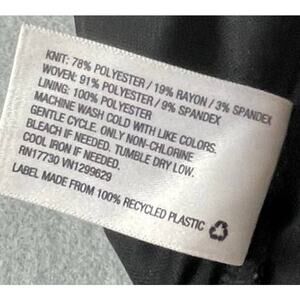 KNIT: 78% POLYESTER / 19% RAYON / 3% SPANDEX
WOVEN: 91% POLYESTER / 9% SPANDEX
LINING: 100% POLYESTER
MACHINE WASH COLD WITH LIKE COLORS.
GENTLE CYCLE. ONLY NON-CHLORINE
BLEACH IF NEEDED. TUMBLE DRY LOW.
COOL IRON IF NEEDED.
RN17730 VN1299629
LABEL MADE FROM 100% RECYCLED PLASTIC